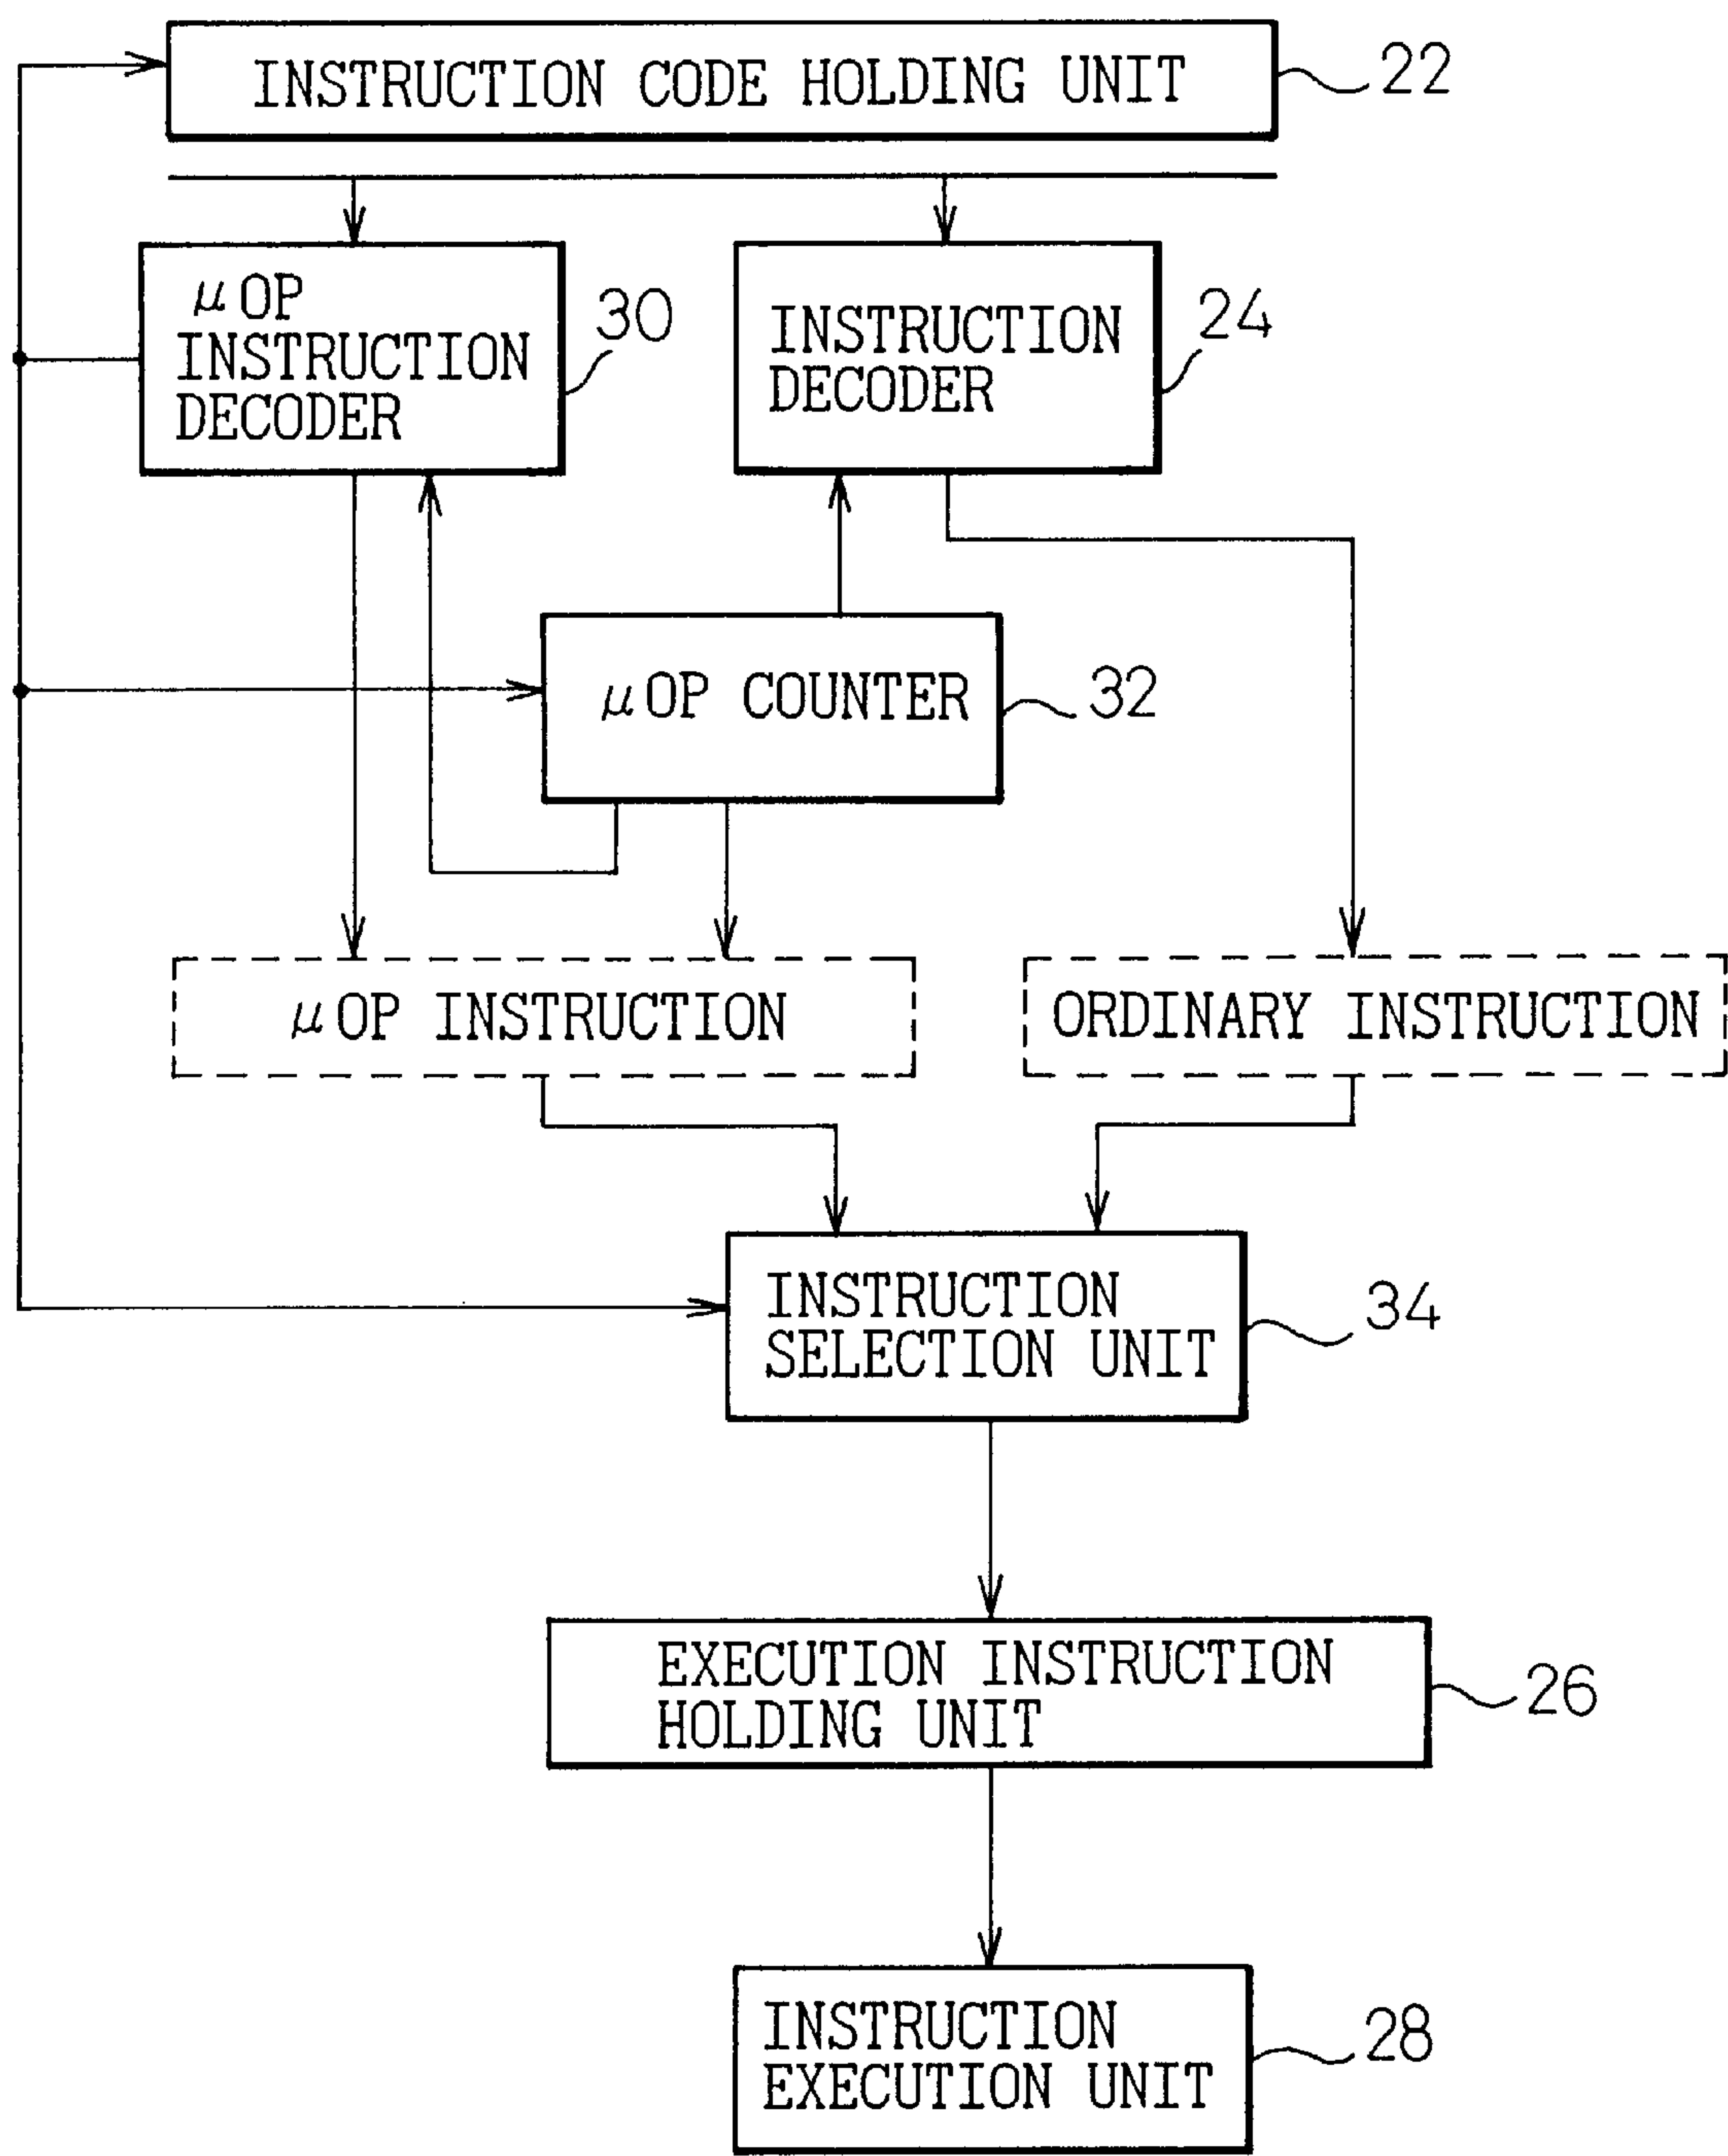 INSTRUCTION CODE HOLDING UNIT
22
μOP
INSTRUCTION
DECODER
30
INSTRUCTION
DECODER
24
μOP COUNTER
32
μOP INSTRUCTION
ORDINARY INSTRUCTION
INSTRUCTION
SELECTION UNIT
34
EXECUTION INSTRUCTION
HOLDING UNIT
26
INSTRUCTION
EXECUTION UNIT
28